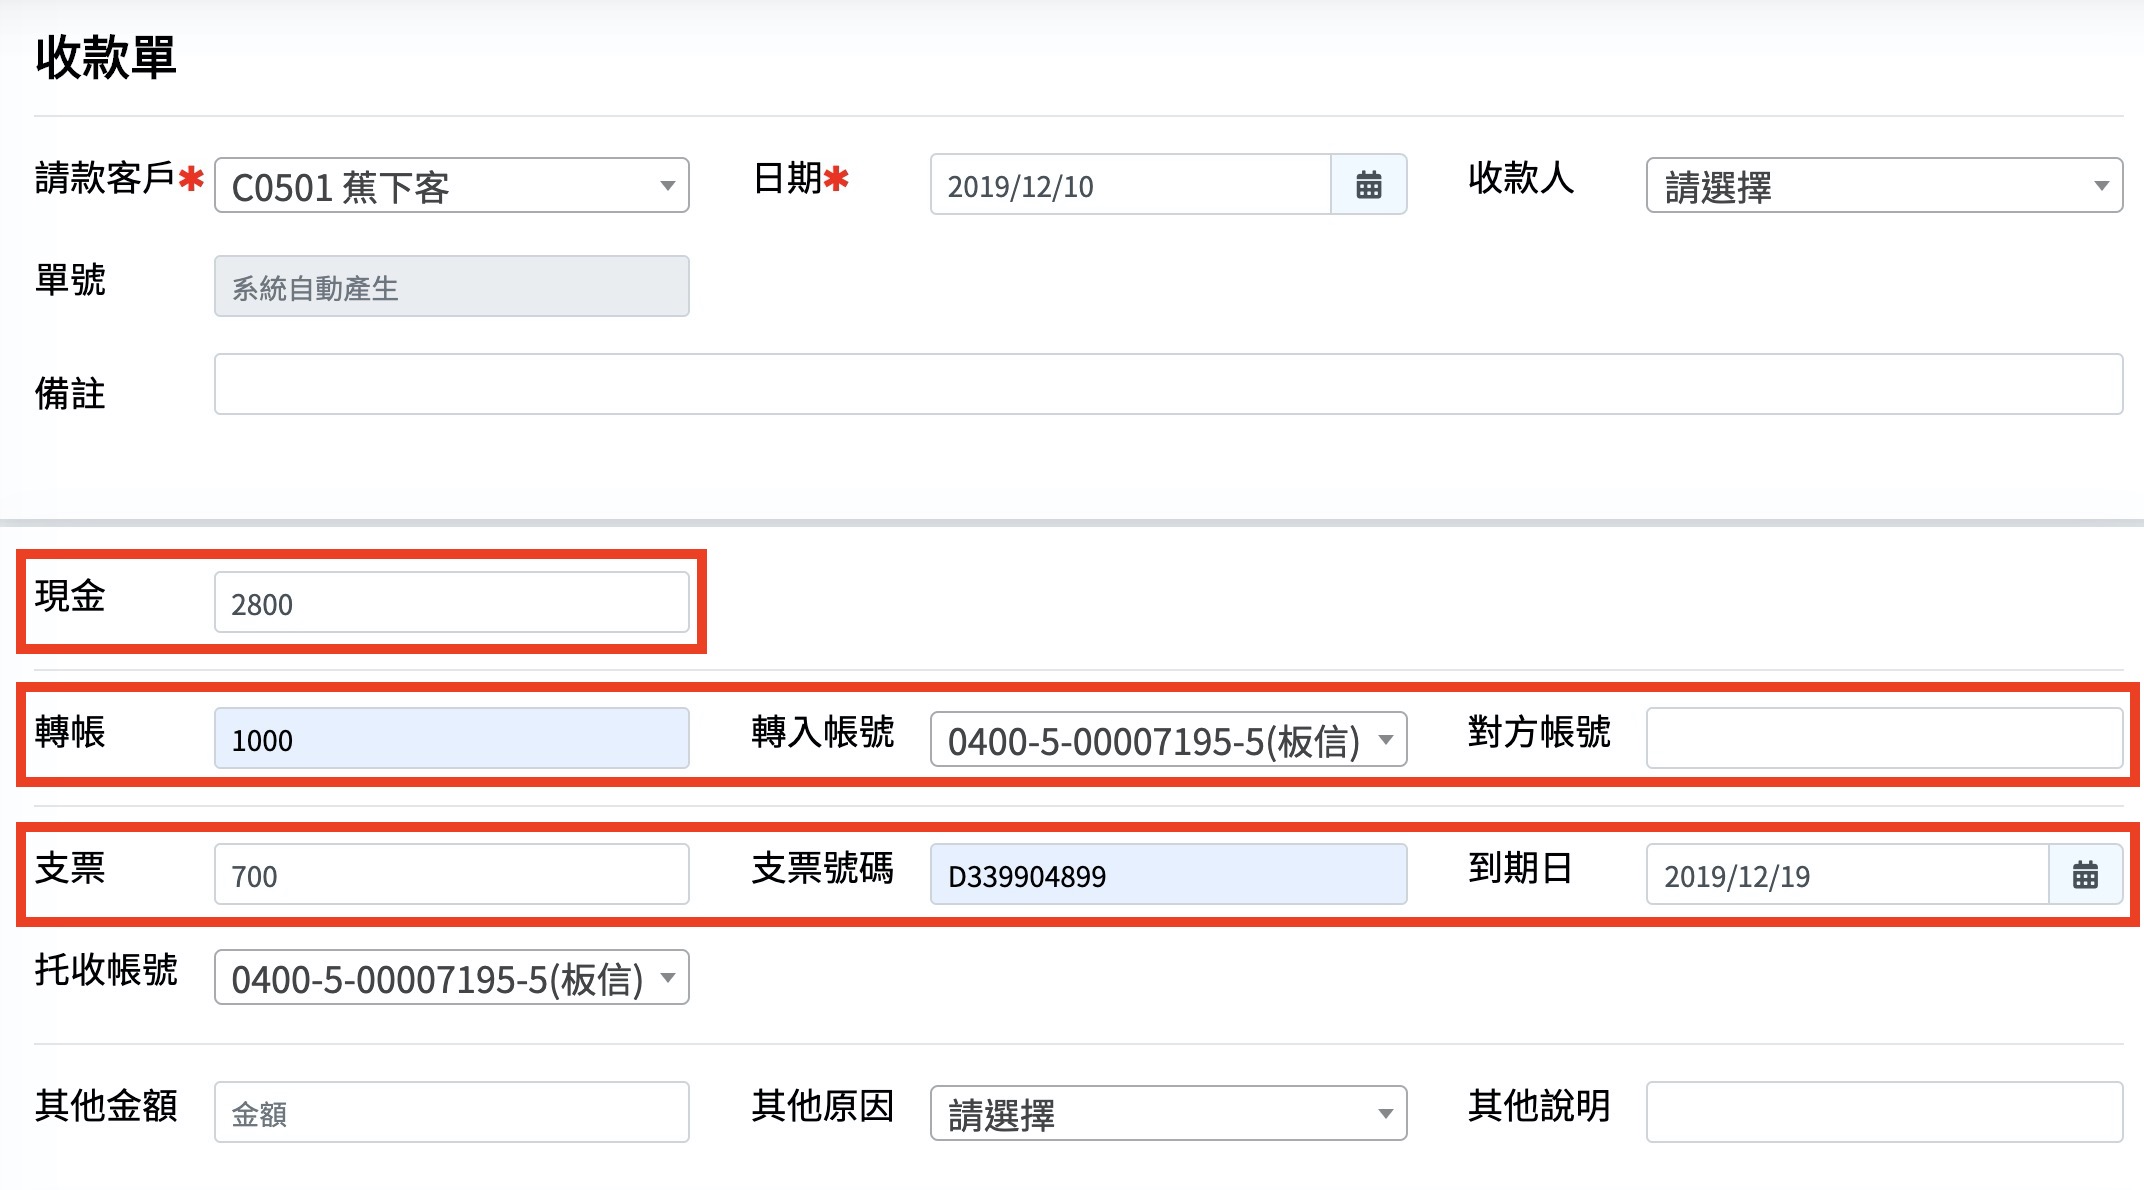 收款單
請款客戶✱ C0501 蕉下客 日期✱ 2019/12/10 收款人 請選擇
單號 系統自動產生
備註
現金 2800
轉帳 1000 轉入帳號 0400-5-00007195-5(板信) 對方帳號
支票 700 支票號碼 D339904899 到期日 2019/12/19
托收帳號 0400-5-00007195-5(板信)
其他金額 金額 其他原因 請選擇 其他說明